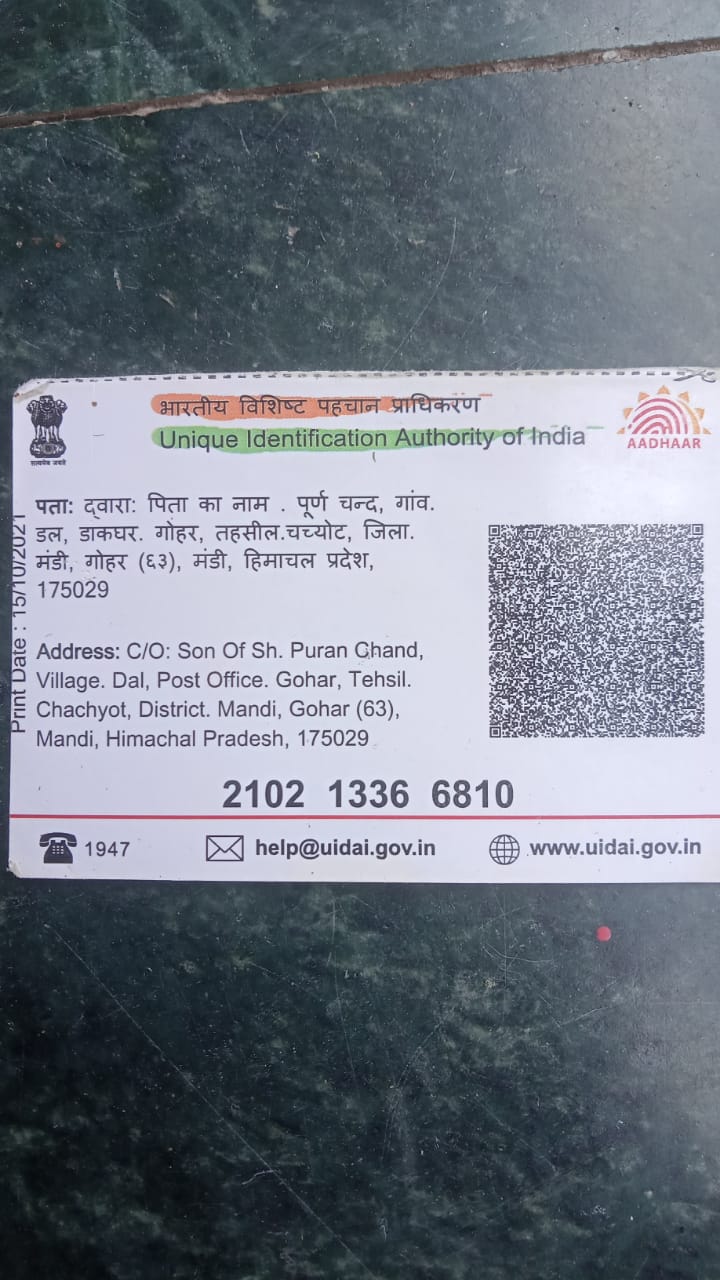 भारतीय विशिष्ट पहचान प्राधिकरण
Unique Identification Authority of India
सत्यमेव जयते
AADHAAR
Print Date : 15/10/2021
पता: द्वारा: पिता का नाम . पूर्ण चन्द, गांव.
डल, डाकघर. गोहर, तहसील.चच्योट, जिला.
मंडी, गोहर (६३), मंडी, हिमाचल प्रदेश,
175029
Address: C/O: Son Of Sh. Puran Chand,
Village. Dal, Post Office. Gohar, Tehsil.
Chachyot, District. Mandi, Gohar (63),
Mandi, Himachal Pradesh, 175029
2102 1336 6810
1947
help@uidai.gov.in
www.uidai.gov.in